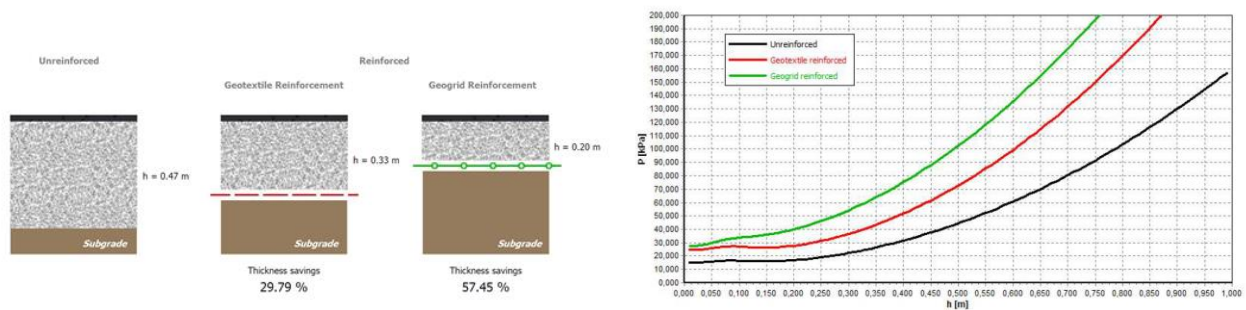 Unreinforced
Reinforced
Geotextile Reinforcement
Geogrid Reinforcement
h = 0.47 m
h = 0.33 m
h = 0.20 m
Subgrade
Subgrade
Subgrade
Thickness savings
29.79 %
Thickness savings
57.45 %
200,000
190,000
180,000
170,000
160,000
150,000
140,000
130,000
120,000
110,000
100,000
90,000
80,000
70,000
60,000
50,000
40,000
30,000
20,000
10,000
0,000
P [kPa]
Unreinforced
Geotextile reinforced
Geogrid reinforced
0,000 0,050 0,100 0,150 0,200 0,250 0,300 0,350 0,400 0,450 0,500 0,550 0,600 0,650 0,700 0,750 0,800 0,850 0,900 0,950 1,000
h [m]